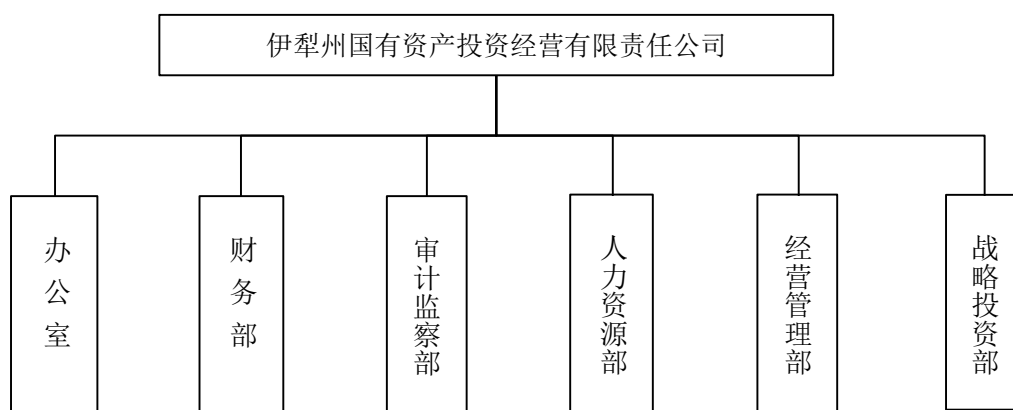 伊犁州国有资产投资经营有限责任公司
办公室
财务部
审计监察部
人力资源部
经营管理部
战略投资部